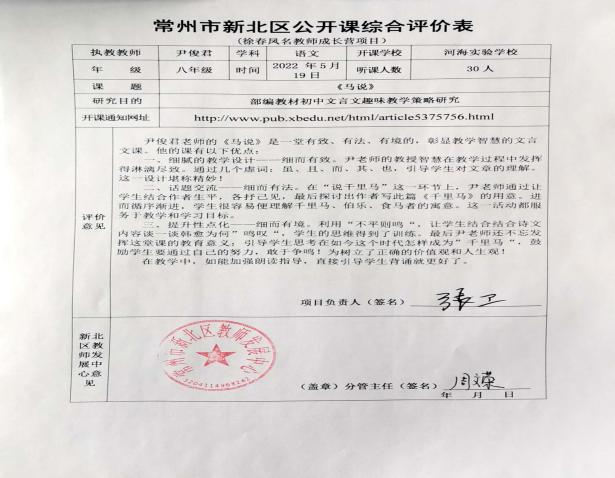 常州市新北区公开课综合评价表
(徐春凤名教师成长营项目)
执教教师 尹俊君 学科 语文 开课学校 河海实验学校
年 级 八年级 时间 2022 年 5 月 19 日 听课人数 30 人
课 题 《马说》
研究目的 部编教材初中文言文趣味教学策略研究
开课通知网址 http://www.pub.xbedu.net/html/article5375756.html
评价意见
尹俊君老师的《马说》是一堂有致、有法、有境的,彰显教学智慧的文言
文课。他的课有以下优点:
一、细腻的教学设计——细而有致。尹老师的教授智慧在教学过程中发挥
得淋漓尽致。通过几个虚词:虽、且、而、其、也,引导学生对文章的理解。
这一设计堪称精妙!
二、话题交流——细而有法。在“说千里马”这一环节上,尹老师通过让
学生结合作者生平,各抒己见,最后探讨出作者写此篇《千里马》的用意。进
而循序渐进,学生很容易便理解千里马、伯乐、食马者的寓意。这一活动都服
务于教学和学习目标。
三、提升性点化——细而有境。利用“不平则鸣“,让学生结合结合诗文
内容谈一谈韩愈为何”鸣叹“,学生的思维得到了训练。最后尹老师还不忘发
挥这堂课的教育意义:引导学生思考在如今这个时代怎样成为”千里马“,鼓
励学生要通过自己的努力,敢于争鸣!为树立了正确的价值观和人生观!
在教学中,如能加强朗读指导,直接引导学生背诵就更好了。
项目负责人(签名)
新北区教师发展中心意见
常州市新北区教师发展中心
(盖章)分管主任(签名)
年 月 日